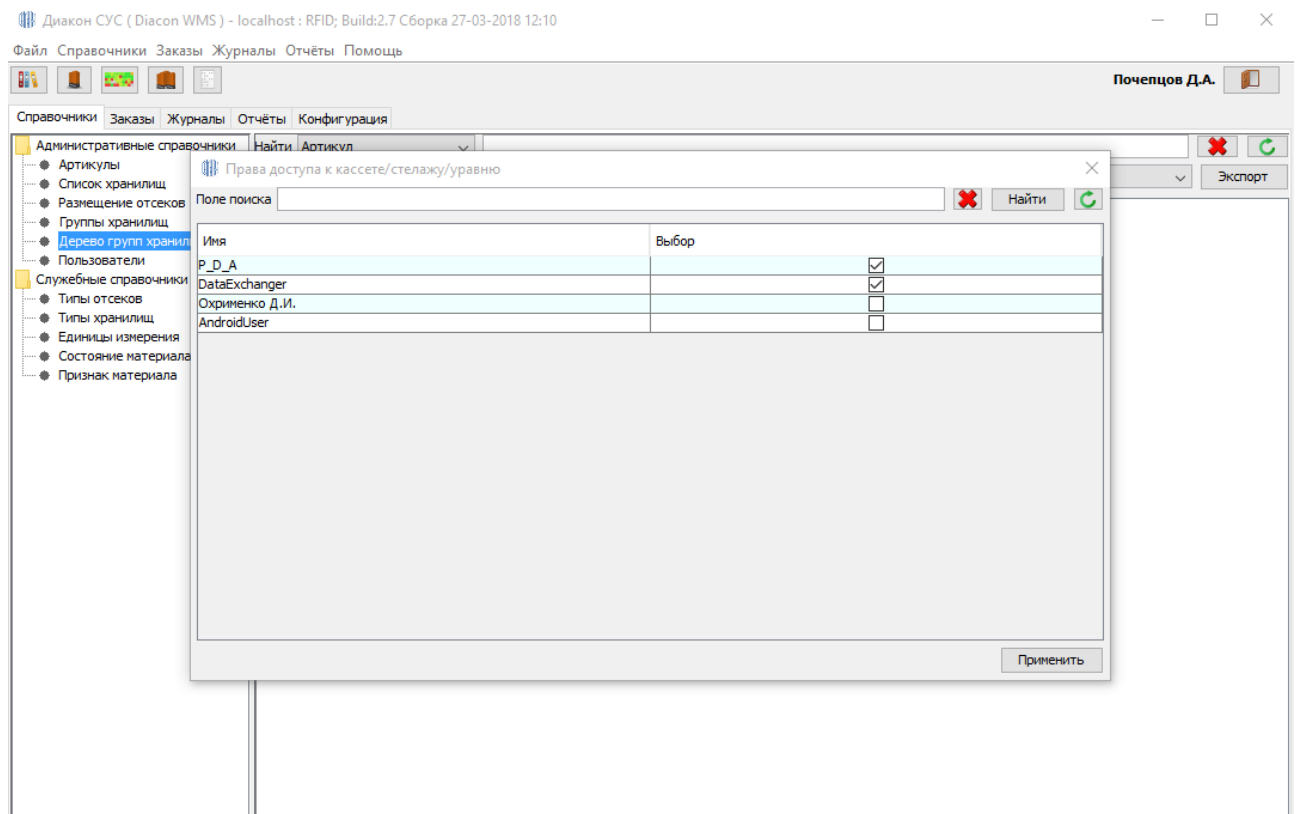 Диакон СУС ( Diacon WMS ) - localhost : RFID; Build:2.7 Сборка 27-03-2018 12:10
Файл Справочники Заказы Журналы Отчёты Помощь
Почепцов Д.А.
Справочники Заказы Журналы Отчёты Конфигурация
Административные справочники
Артикулы
Список хранилищ
Размещение отсеков
Группы хранилищ
Дерево групп хранил
Пользователи
Служебные справочники
Типы отсеков
Типы хранилищ
Единицы измерения
Состояние материала
Признак материала
Найти Артикул
Экспорт
Права доступа к кассете/стелажу/уравню
Поле поиска Найти
Имя Выбор
P_D_A
DataExchanger
Охрименко Д.И.
AndroidUser
Применить